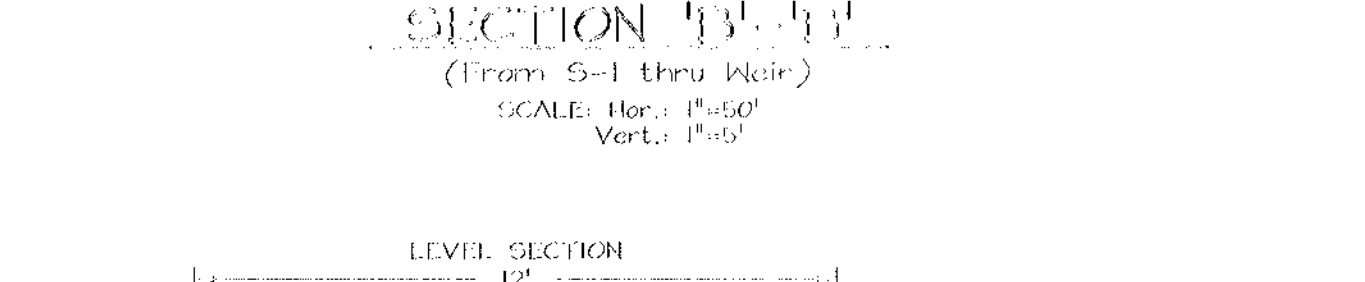 SECTION 'B'-'B'
(From S-1 thru Weir)
SCALE: Hor.: 1"=50'
Vert.: 1"=5'
LEVEL SECTION
12'